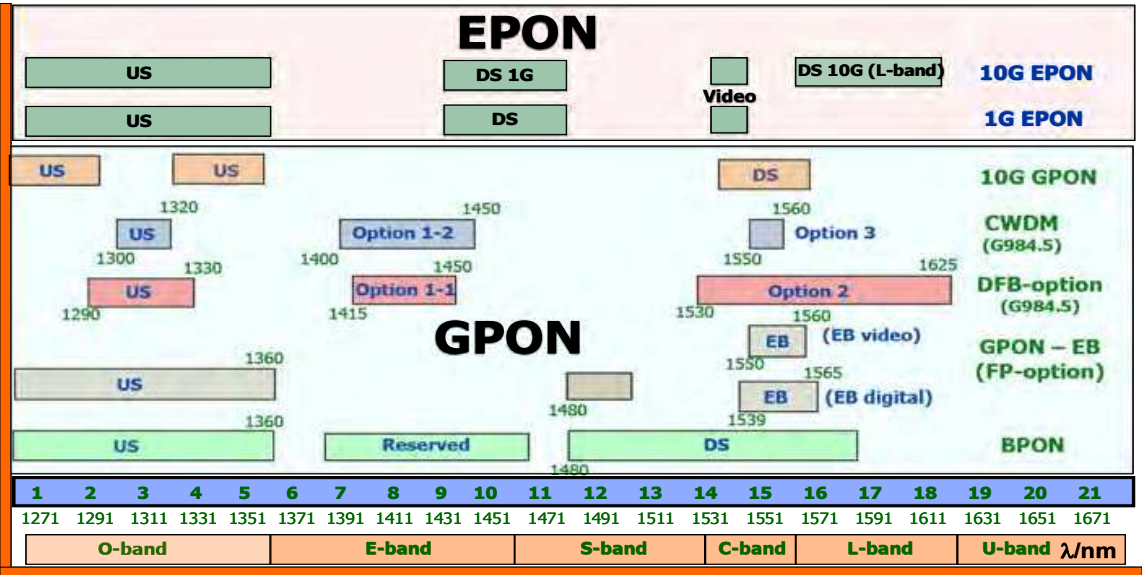 EPON
US DS 1G DS 10G (L-band) 10G EPON
Video
US DS 1G EPON
US US DS 10G GPON
1320 1450 1560
US Option 1-2 Option 3 CWDM
(G984.5)
1300 1400 1550
1330 1450 1625
US Option 1-1 Option 2 DFB-option
(G984.5)
1290 1415 1530
GPON
1560
EB (EB video) GPON – EB
1550
(FP-option)
1360 1565
US EB (EB digital)
1480 1539
1360
US Reserved DS BPON
1480
1 2 3 4 5 6 7 8 9 10 11 12 13 14 15 16 17 18 19 20 21
1271 1291 1311 1331 1351 1371 1391 1411 1431 1451 1471 1491 1511 1531 1551 1571 1591 1611 1631 1651 1671
O-band E-band S-band C-band L-band U-band λ/nm